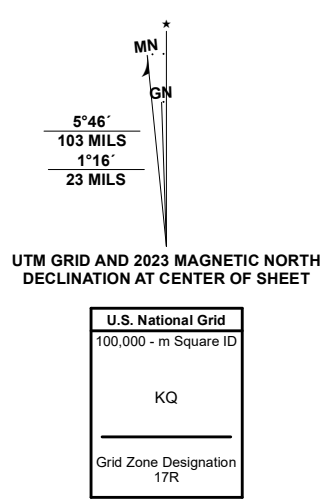 MN
GN
5°46´
103 MILS
1°16´
23 MILS
UTM GRID AND 2023 MAGNETIC NORTH
DECLINATION AT CENTER OF SHEET
U.S. National Grid
100,000 - m Square ID
KQ
Grid Zone Designation
17R